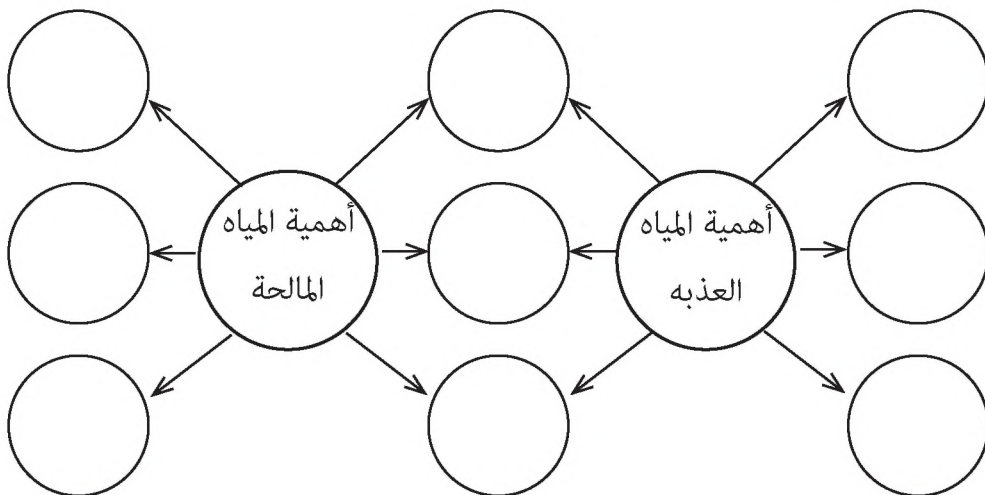 أهمية المياه
العذبه
أهمية المياه
المالحة